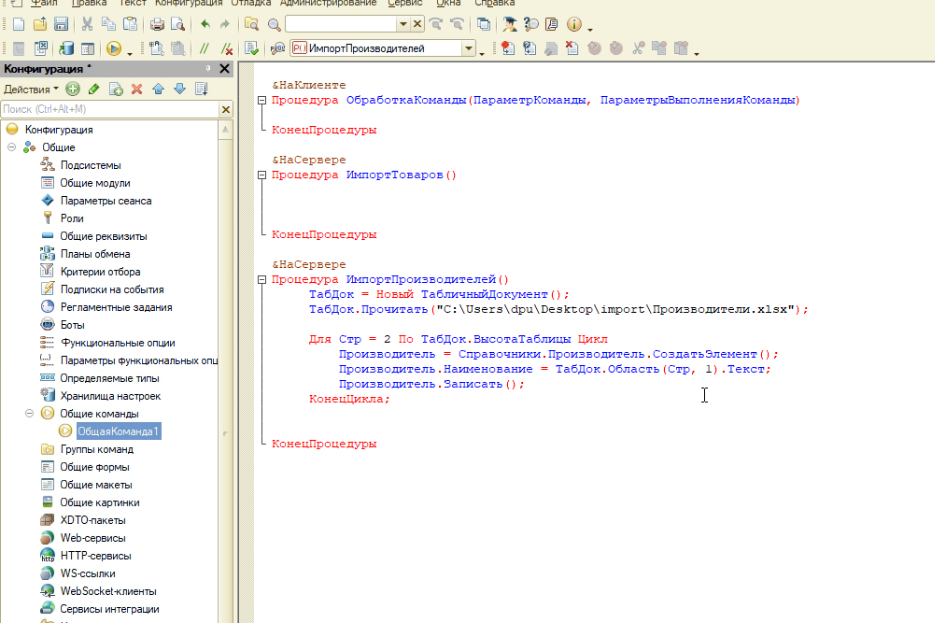 Файл Правка Текст Конфигурация Отладка Администрирование Сервис Окна Справка
ИмпортПроизводителей
Конфигурация *
Действия
Поиск (Ctrl+Alt+M)
Конфигурация
Общие
Подсистемы
Общие модули
Параметры сеанса
Роли
Общие реквизиты
Планы обмена
Критерии отбора
Подписки на события
Регламентные задания
Боты
Функциональные опции
Параметры функциональных опц
Определяемые типы
Хранилища настроек
Общие команды
ОбщаяКоманда1
Группы команд
Общие формы
Общие макеты
Общие картинки
XDTO-пакеты
Web-сервисы
HTTP-сервисы
WS-ссылки
WebSocket-клиенты
Сервисы интеграции
&НаКлиенте
Процедура ОбработкаКоманды(ПараметрКоманды, ПараметрыВыполненияКоманды)
КонецПроцедуры
&НаСервере
Процедура ИмпортТоваров()
КонецПроцедуры
&НаСервере
Процедура ИмпортПроизводителей()
ТабДок = Новый ТабличныйДокумент();
ТабДок.Прочитать("C:\Users\dpu\Desktop\import\Производители.xlsx");
Для Стр = 2 По ТабДок.ВысотаТаблицы Цикл
Производитель = Справочники.Производитель.СоздатьЭлемент();
Производитель.Наименование = ТабДок.Область(Стр, 1).Текст;
Производитель.Записать();
КонецЦикла;
КонецПроцедуры